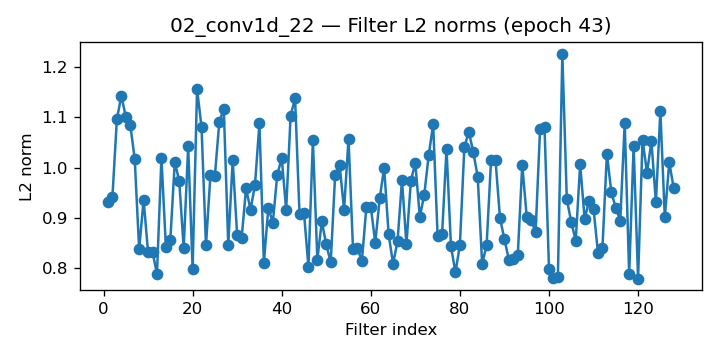 02_conv1d_22 — Filter L2 norms (epoch 43)
L2 norm
1.2
1.1
1.0
0.9
0.8
0 20 40 60 80 100 120
Filter index